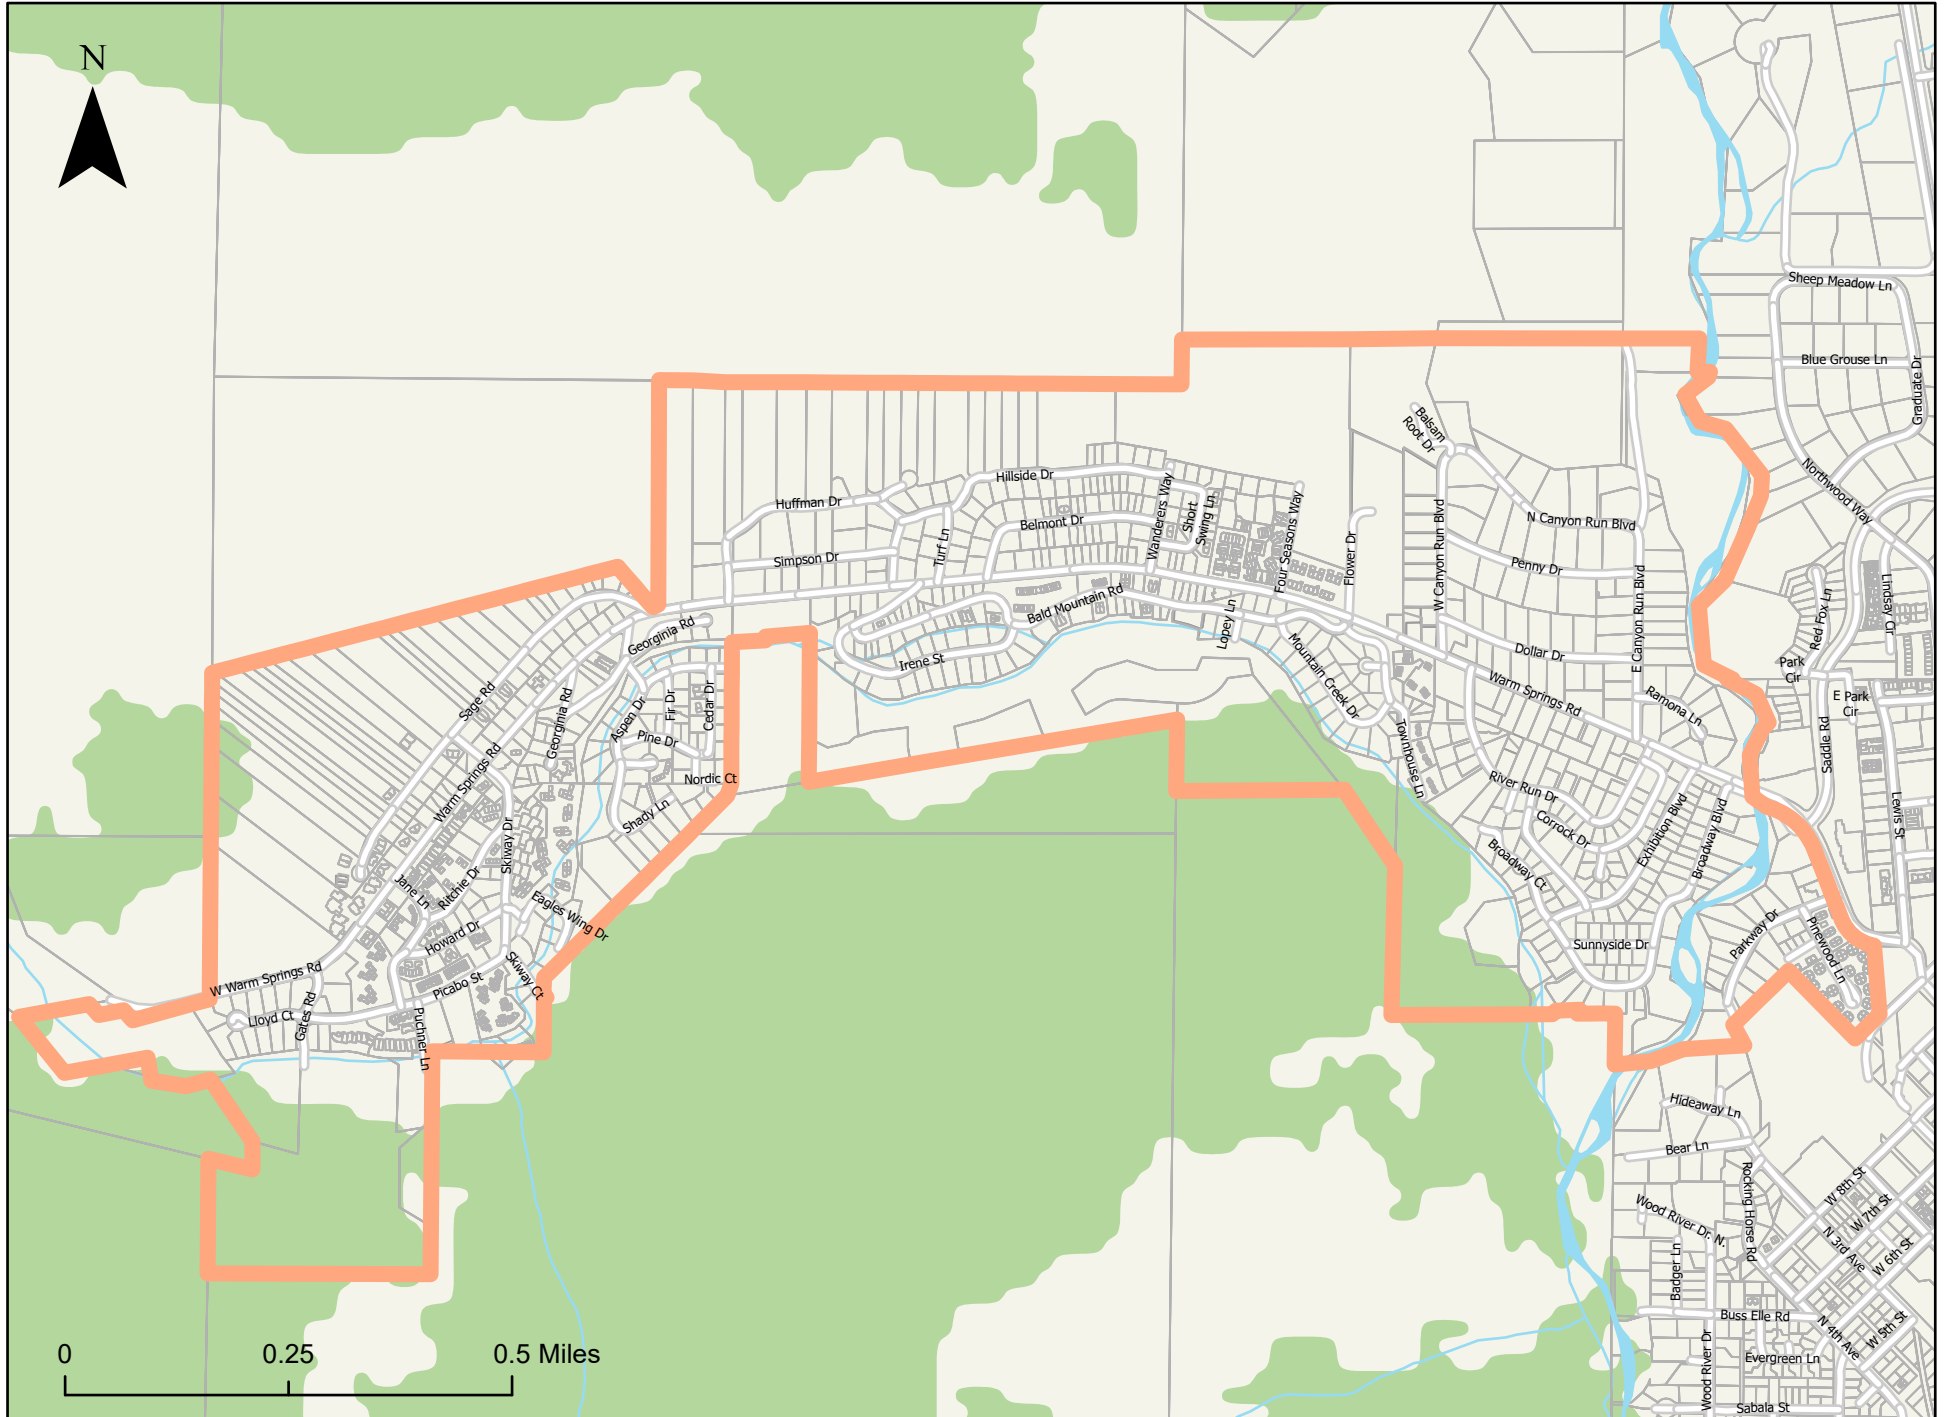 N
Sheep Meadow Ln
Blue Grouse Ln
Graduate Dr
Balsam
Root Dr
Northwood Way
Hillside Dr
Huffman Dr
Wanderers Way
Short
Swing Ln
Four Seasons Way
Belmont Dr
Turf Ln
Simpson Dr
Flower Dr
W Canyon Run Blvd
N Canyon Run Blvd
Penny Dr
E Canyon Run Blvd
Lindsay Cir
Red Fox Ln
Bald Mountain Rd
Lopey Ln
Georginia Rd
Irene St
Dollar Dr
Park
Cir
E Park
Cir
Mountain Creek Dr
Warm Springs Rd
Ramona Ln
Sage Rd
Georginia Rd
Aspen Dr
Fir Dr
Cedar Dr
Pine Dr
Nordic Ct
Townhouse Ln
Saddle Rd
Warm Springs Rd
Shady Ln
River Run Dr
Corrock Dr
Exhibition Blvd
Broadway Blvd
Lewis St
Skiway Dr
Jane Ln
Ritchie Dr
Broadway Ct
Eagles Wing Dr
Howard Dr
Sunnyside Dr
Parkway Dr
Pinewood Ln
W Warm Springs Rd
Picabo St
Skiway Ct
Lloyd Ct
Gates Rd
Puchner Ln
Hideaway Ln
Bear Ln
Rocking Horse Rd
W 8th St
W 7th St
W 6th St
Wood River Dr. N.
N 3rd Ave
Badger Ln
Buss Elle Rd
N 4th Ave
W 5th St
Wood River Dr
Evergreen Ln
Sabala St
0 0.25 0.5 Miles